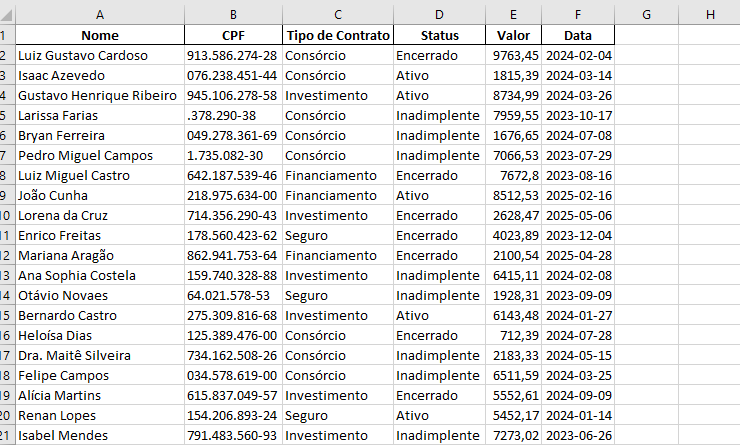 A B C D E F G H
1 Nome CPF Tipo de Contrato Status Valor Data
2 Luiz Gustavo Cardoso 913.586.274-28 Consórcio Encerrado 9763,45 2024-02-04
3 Isaac Azevedo 076.238.451-44 Consórcio Ativo 1815,39 2024-03-14
4 Gustavo Henrique Ribeiro 945.106.278-58 Investimento Ativo 8734,99 2024-03-26
5 Larissa Farias .378.290-38 Consórcio Inadimplente 7959,55 2023-10-17
6 Bryan Ferreira 049.278.361-69 Consórcio Inadimplente 1676,65 2024-07-08
7 Pedro Miguel Campos 1.735.082-30 Consórcio Inadimplente 7066,53 2023-07-29
8 Luiz Miguel Castro 642.187.539-46 Financiamento Encerrado 7672,8 2023-08-16
9 João Cunha 218.975.634-00 Financiamento Ativo 8512,53 2025-02-16
10 Lorena da Cruz 714.356.290-43 Investimento Encerrado 2628,47 2025-05-06
11 Enrico Freitas 178.560.423-62 Seguro Encerrado 4023,89 2023-12-04
12 Mariana Aragão 862.941.753-64 Financiamento Encerrado 2100,54 2025-04-28
13 Ana Sophia Costela 159.740.328-88 Investimento Inadimplente 6415,11 2024-02-08
14 Otávio Novaes 64.021.578-53 Seguro Inadimplente 1928,31 2023-09-09
15 Bernardo Castro 275.309.816-68 Investimento Ativo 6143,48 2024-01-27
16 Heloísa Dias 125.389.476-00 Consórcio Encerrado 712,39 2024-07-28
17 Dra. Maitê Silveira 734.162.508-26 Consórcio Inadimplente 2183,33 2024-05-15
18 Felipe Campos 034.578.619-00 Consórcio Inadimplente 6511,59 2024-03-25
19 Alícia Martins 615.837.049-57 Investimento Encerrado 5552,61 2024-09-09
20 Renan Lopes 154.206.893-24 Seguro Ativo 5452,17 2024-01-14
21 Isabel Mendes 791.483.560-93 Investimento Inadimplente 7273,02 2023-06-26